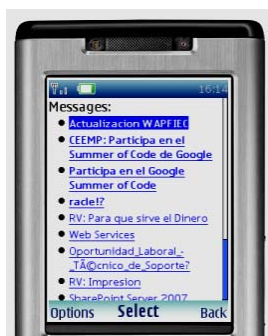 16:14
Messages:
Actualizacion WAPFIEC
CEEMP: Participa en el
Summer of Code de Google
Participa en el Google
Summer of Code
racle!?
RV: Para que sirve el Dinero
Web Services
Oportunidad_Laboral_-
_TÃ©cnico_de_Soporte?
RV: Impresion
SharePoint Server 2007
Options Select Back